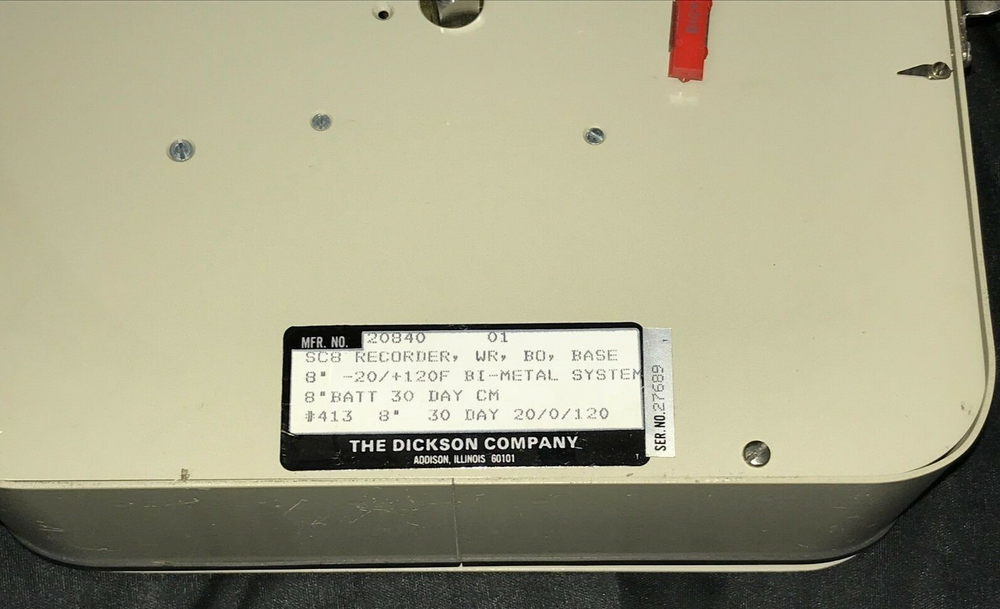 MFR. NO. 20840 01
SC8 RECORDER, WR, BO, BASE
8" -20/+120F BI-METAL SYSTEM
8"BATT 30 DAY CM
#413 8" 30 DAY 20/0/120
THE DICKSON COMPANY
ADDISON, ILLINOIS 60101
SER. NO. 27689